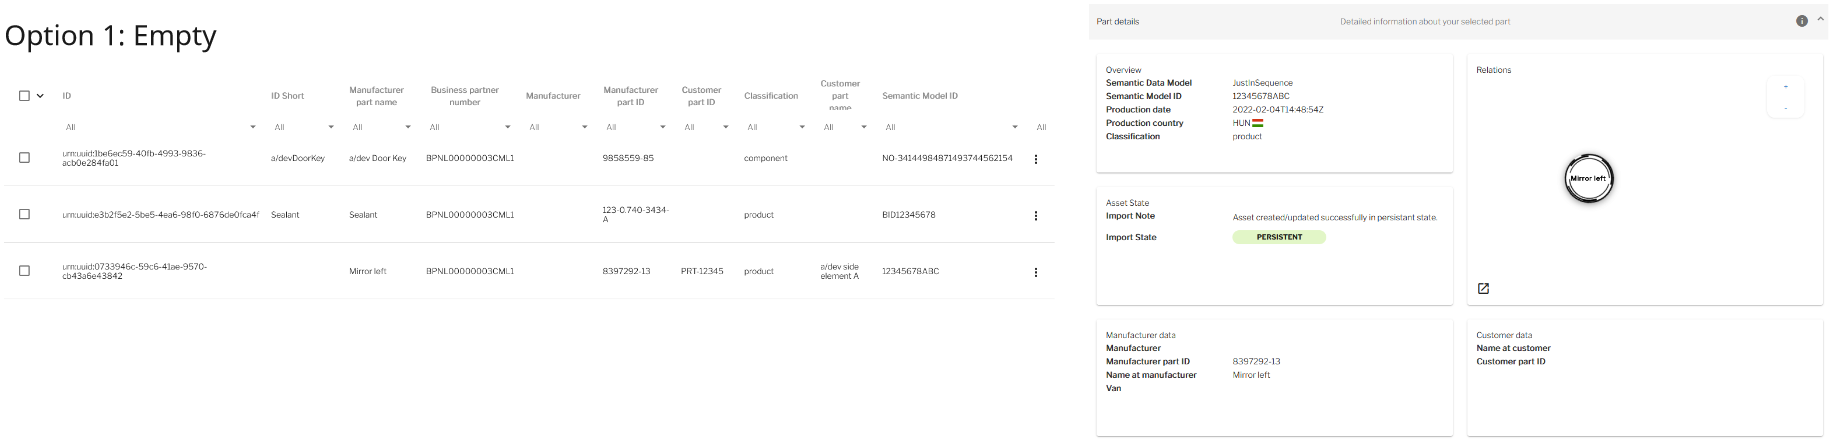 Option 1: Empty
ID
ID Short
Manufacturer
part name
Business partner
number
Manufacturer
Manufacturer
part ID
Customer
part ID
Classification
Customer
part
name
Semantic Model ID
All All All All All All All All All All All
urn:uuid:1be6ec59-40fb-4993-9836-
acb0e284fa01
a/devDoorKey
a/dev Door Key
BPNL00000003CML1
9858559-85
component
NO-34144984871493744562154
urn:uuid:e3b2f5e2-5be5-4ea6-98f0-6876de0fca4f
Sealant
Sealant
BPNL00000003CML1
123-0.740-3434-
A
product
BID12345678
urn:uuid:0733946c-59c6-41ae-9570-
cb43a6e43842
Mirror left
BPNL00000003CML1
8397292-13
PRT-12345
product
a/dev side
element A
12345678ABC
Part details
Detailed information about your selected part
Overview
Semantic Data Model JustInSequence
Semantic Model ID 12345678ABC
Production date 2022-02-04T14:48:54Z
Production country HUN
Classification product
Relations
+
-
Mirror left
Asset State
Import Note Asset created/updated successfully in persistant state.
Import State PERSISTENT
Manufacturer data
Manufacturer
Manufacturer part ID 8397292-13
Name at manufacturer Mirror left
Van
Customer data
Name at customer
Customer part ID